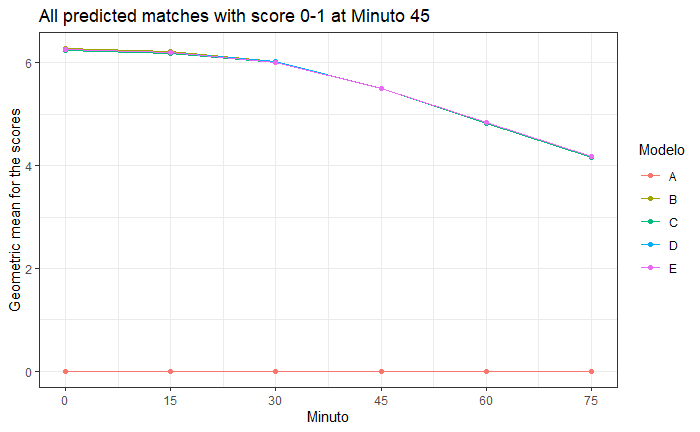 All predicted matches with score 0-1 at Minuto 45
Geometric mean for the scores
6
4
2
0
0 15 30 45 60 75
Minuto
Modelo
A
B
C
D
E